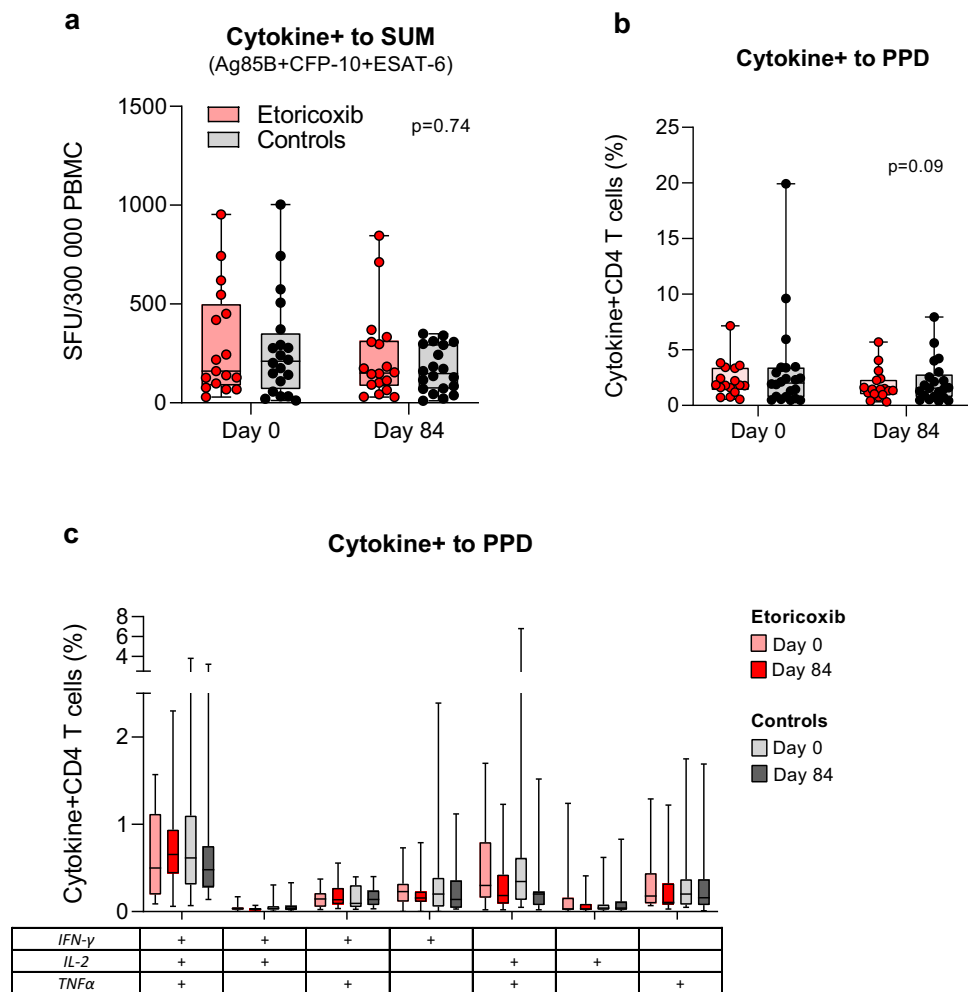 a
Cytokine+ to SUM
(Ag85B+CFP-10+ESAT-6)
SFU/300 000 PBMC
1500
1000
500
0
Etoricoxib
Controls
p=0.74
Day 0
Day 84
b
Cytokine+ to PPD
Cytokine+CD4 T cells (%)
25
20
15
10
5
0
p=0.09
Day 0
Day 84
c
Cytokine+ to PPD
Cytokine+CD4 T cells (%)
8
6
4
2
1
0
Etoricoxib
Day 0
Day 84
Controls
Day 0
Day 84
IFN-γ + + + +
IL-2 + + + +
TNFα + + + +